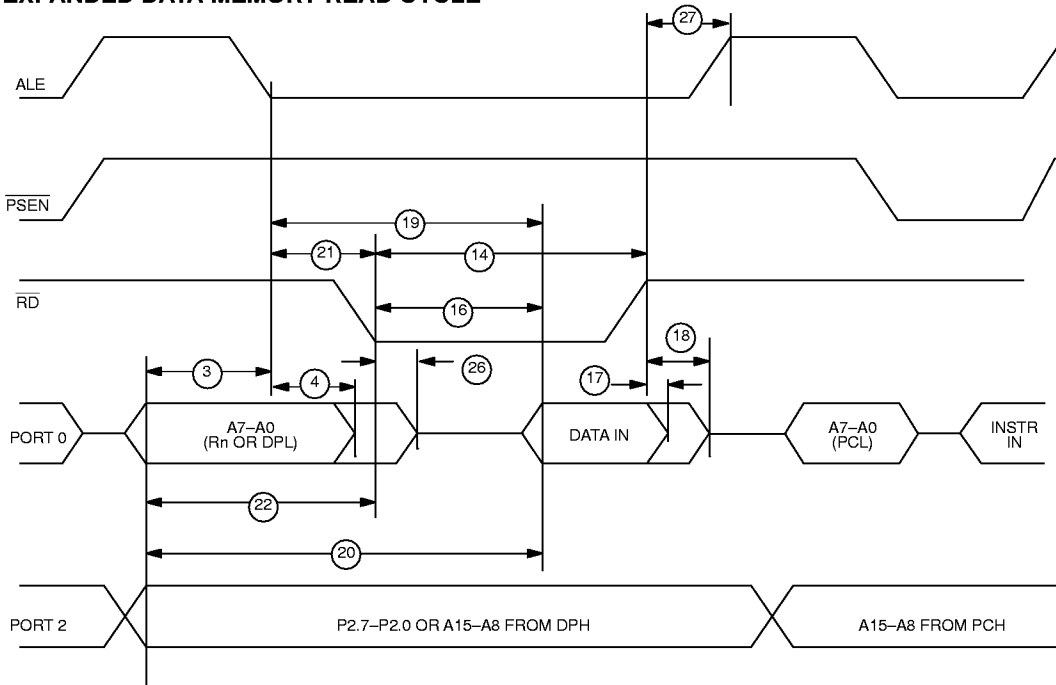 EXPANDED DATA MEMORY READ CYCLE
27
ALE
PSEN
19
21
14
RD
16
18
3
4
26
17
PORT 0
A7–A0
(Rn OR DPL)
DATA IN
A7–A0
(PCL)
INSTR
IN
22
20
PORT 2
P2.7–P2.0 OR A15–A8 FROM DPH
A15–A8 FROM PCH